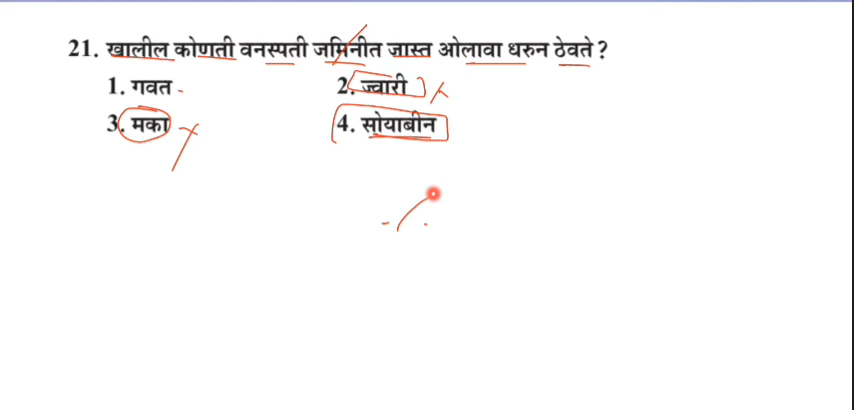 21. खालील कोणती वनस्पती जमिनीत जास्त ओलावा धरुन ठेवते ?
1. गवत 2. ज्वारी
3. मका 4. सोयाबीन